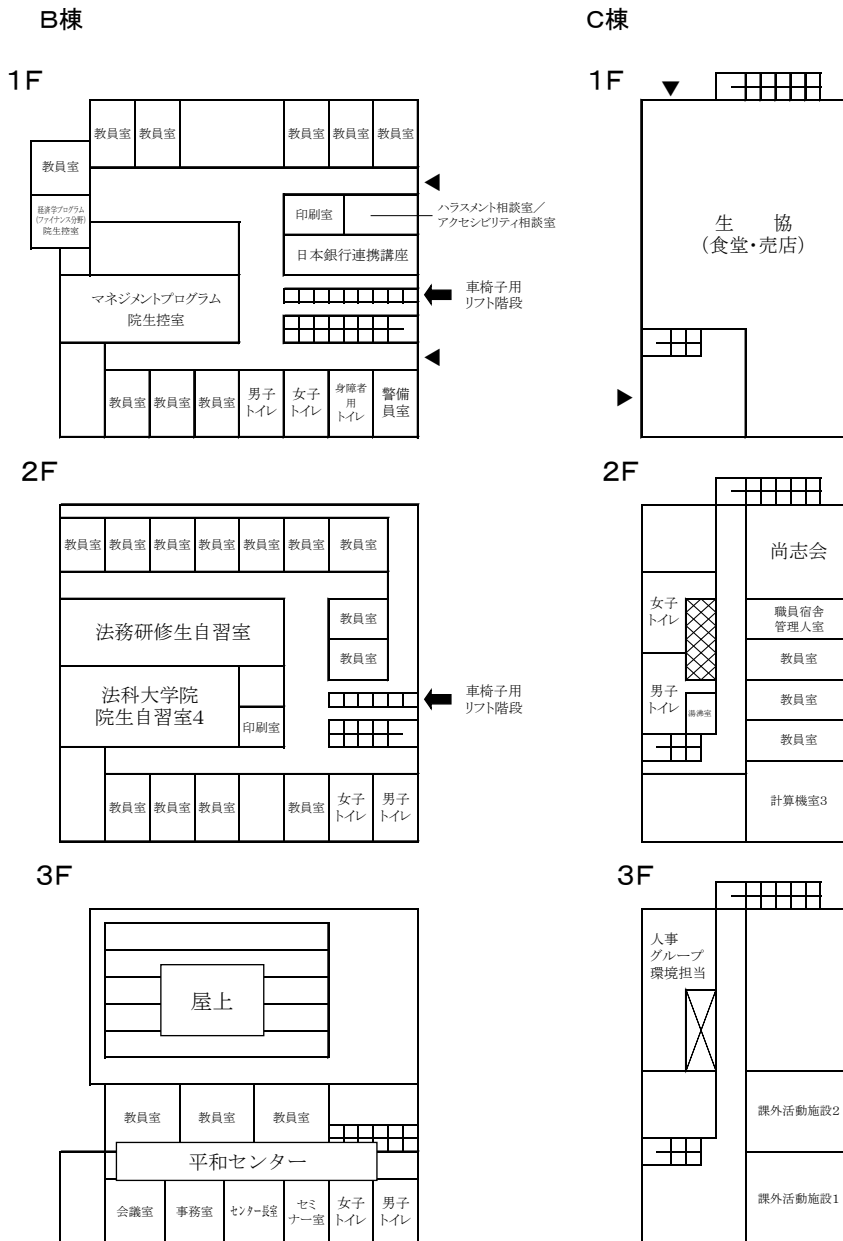 B棟
C棟
1F
教員室 教員室 教員室 教員室 教員室
教員室
経済学プログラム
(ファイナンス分野)
院生控室
印刷室
ハラスメント相談室／
アクセシビリティ相談室
日本銀行連携講座
マネジメントプログラム
院生控室
車椅子用
リフト階段
教員室 教員室 教員室
男子
トイレ
女子
トイレ
身障者
用
トイレ
警備
員室
1F
生 協
(食堂・売店)
2F
教員室 教員室 教員室 教員室 教員室 教員室 教員室
法務研修生自習室
教員室
教員室
法科大学院
院生自習室4
印刷室
車椅子用
リフト階段
教員室 教員室 教員室 教員室
女子
トイレ
男子
トイレ
2F
尚志会
女子
トイレ
職員宿舎
管理人室
教員室
男子
トイレ
湯沸室
教員室
教員室
計算機室3
3F
屋上
教員室 教員室 教員室
平和センター
会議室 事務室 センター長室
セミ
ナー室
女子
トイレ
男子
トイレ
3F
人事
グループ
環境担当
課外活動施設2
課外活動施設1